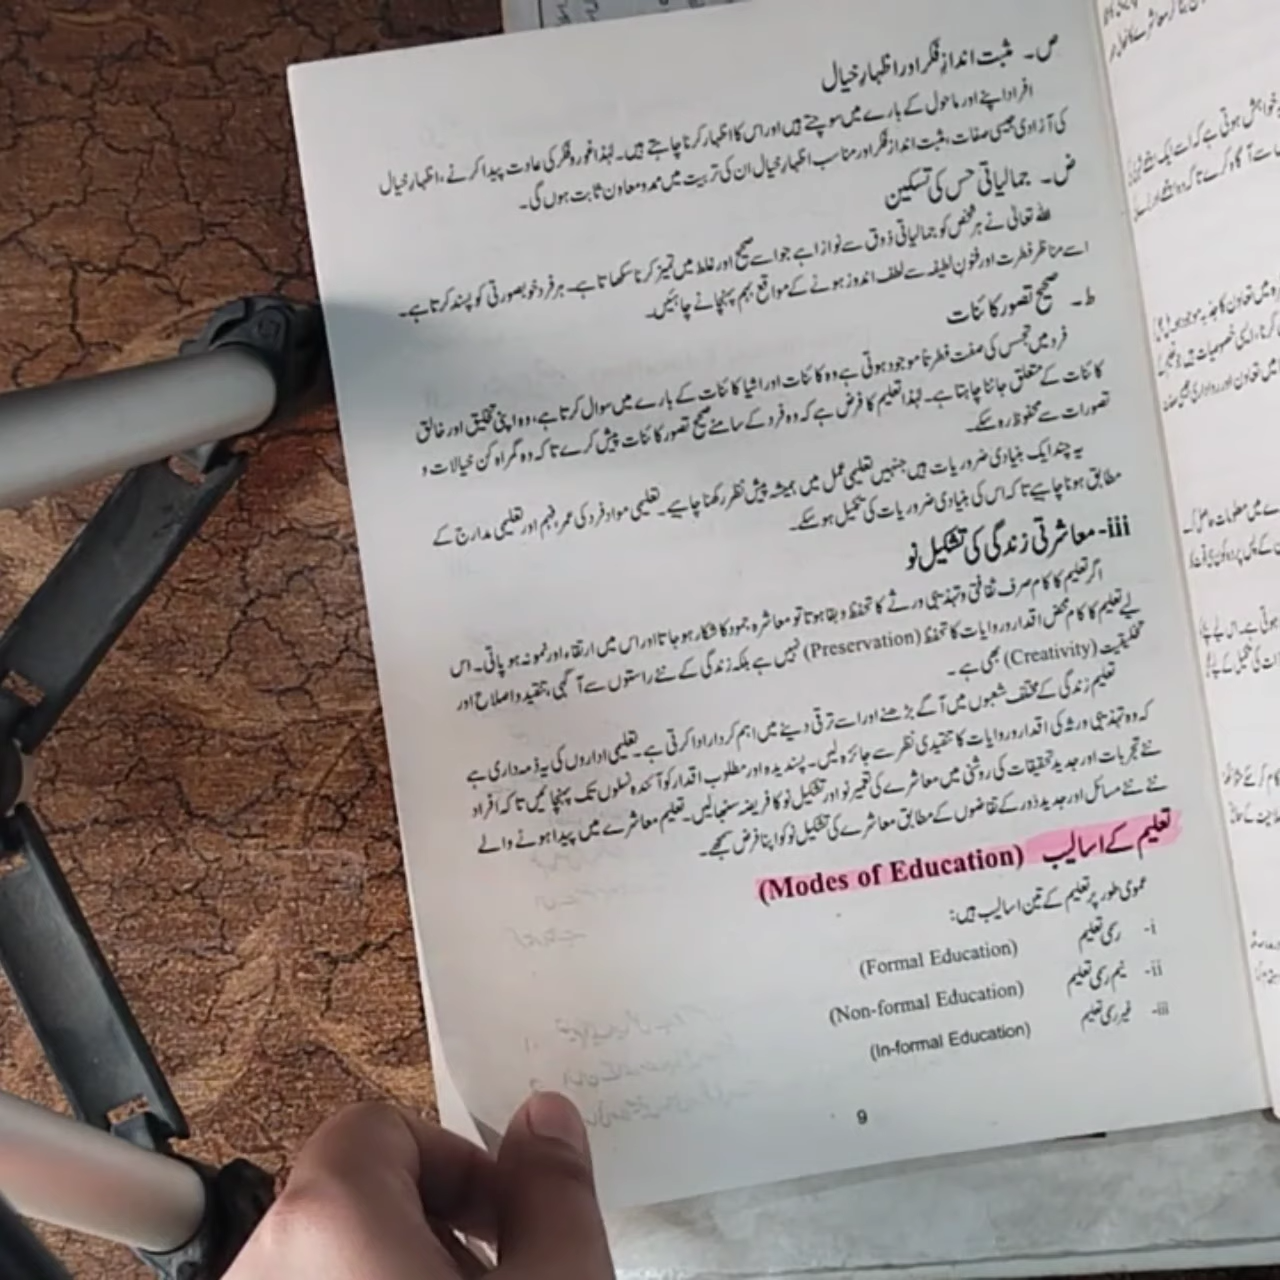 ص۔ مثبت اندازِ فکر اور اظہارِ خیال
افراد اپنے اور ماحول کے بارے میں سوچتے ہیں اور اس کا اظہار کرنا چاہتے ہیں۔ لہٰذا غور و فکر کی عادت پیدا کرنے، اظہارِ خیال
کی آزادی جیسی صفات، مثبت اندازِ فکر اور مناسب اظہارِ خیال ان کی تربیت میں ممد و معاون ثابت ہوں گی۔
ض۔ جمالیاتی حس کی تسکین
اللہ تعالیٰ نے ہر شخص کو جمالیاتی ذوق سے نوازا ہے جو اسے صحیح اور غلط میں تمیز کرنا سکھاتا ہے۔ ہر فرد خوبصورتی کو پسند کرتا ہے۔
اسے مناظرِ فطرت اور فنونِ لطیفہ سے لطف اندوز ہونے کے مواقع بہم پہنچانے چاہئیں۔
ط۔ صحیح تصورِ کائنات
فرد میں تجسس کی صفت فطرتاً موجود ہوتی ہے وہ کائنات اور اشیا کائنات کے بارے میں سوال کرتا ہے، وہ اپنی تخلیق اور خالق
کائنات کے متعلق جاننا چاہتا ہے۔ لہٰذا تعلیم کا فرض ہے کہ وہ فرد کے سامنے صحیح تصورِ کائنات پیش کرے تاکہ وہ گمراہ کن خیالات و
تصورات سے محفوظ رہ سکے۔
یہ چند ایک بنیادی ضروریات ہیں جنہیں تعلیمی عمل میں ہمیشہ پیشِ نظر رکھنا چاہیے۔ تعلیمی مواد فرد کی عمر، فہم اور تعلیمی مدارج کے
مطابق ہونا چاہیے تاکہ اس کی بنیادی ضروریات کی تکمیل ہو سکے۔
iii- معاشرتی زندگی کی تشکیلِ نو
اگر تعلیم کا کام صرف ثقافتی و تہذیبی ورثے کا تحفظ و بقا ہوتا تو معاشرہ جمود کا شکار ہو جاتا اور اس میں ارتقاء اور نمو نہ ہو پاتی۔ اس
لیے تعلیم کا کام محض اقدار و روایات کا تحفظ (Preservation) نہیں ہے بلکہ زندگی کے نئے راستوں سے آگہی، تنقید و اصلاح اور
تخلیقیت (Creativity) بھی ہے۔
تعلیم زندگی کے مختلف شعبوں میں آگے بڑھنے اور اسے ترقی دینے میں اہم کردار ادا کرتی ہے۔ تعلیمی اداروں کی یہ ذمہ داری ہے
کہ وہ تہذیبی ورثہ کی اقدار و روایات کا تنقیدی نظر سے جائزہ لیں۔ پسندیدہ اور مطلوب اقدار کو آئندہ نسلوں تک پہنچائیں تاکہ افراد
نئے تجربات اور جدید تحقیقات کی روشنی میں معاشرے کی تعمیرِ نو اور تشکیلِ نو کا فریضہ سنبھالیں۔ تعلیم معاشرے میں پیدا ہونے والے
نئے نئے مسائل اور جدید دَور کے تقاضوں کے مطابق معاشرے کی تشکیلِ نو کو اپنا فرض سمجھے۔
تعلیم کے اسالیب (Modes of Education)
عمومی طور پر تعلیم کے تین اسالیب ہیں:
i- رسمی تعلیم (Formal Education)
ii- نیم رسمی تعلیم (Non-formal Education)
iii- غیر رسمی تعلیم (In-formal Education)
9